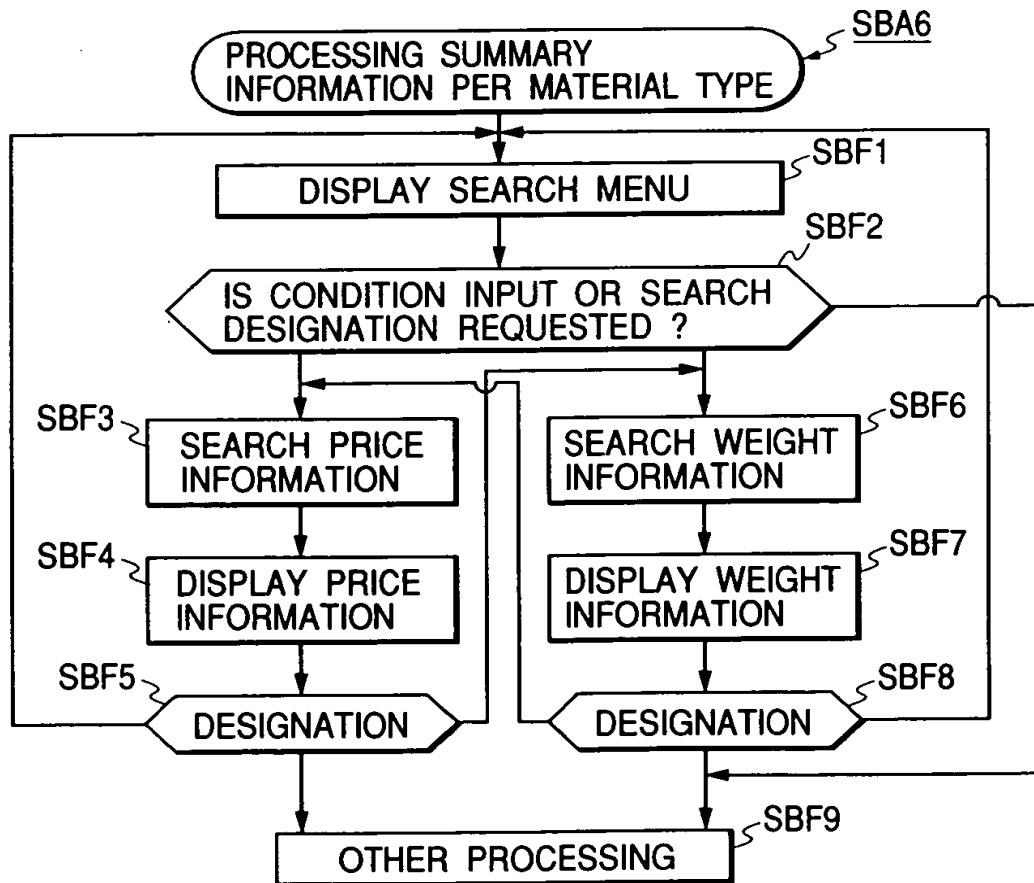 SBA6
PROCESSING SUMMARY
INFORMATION PER MATERIAL TYPE
SBF1
DISPLAY SEARCH MENU
SBF2
IS CONDITION INPUT OR SEARCH
DESIGNATION REQUESTED ?
SBF3
SEARCH PRICE
INFORMATION
SBF6
SEARCH WEIGHT
INFORMATION
SBF4
DISPLAY PRICE
INFORMATION
SBF7
DISPLAY WEIGHT
INFORMATION
SBF5
DESIGNATION
SBF8
DESIGNATION
SBF9
OTHER PROCESSING